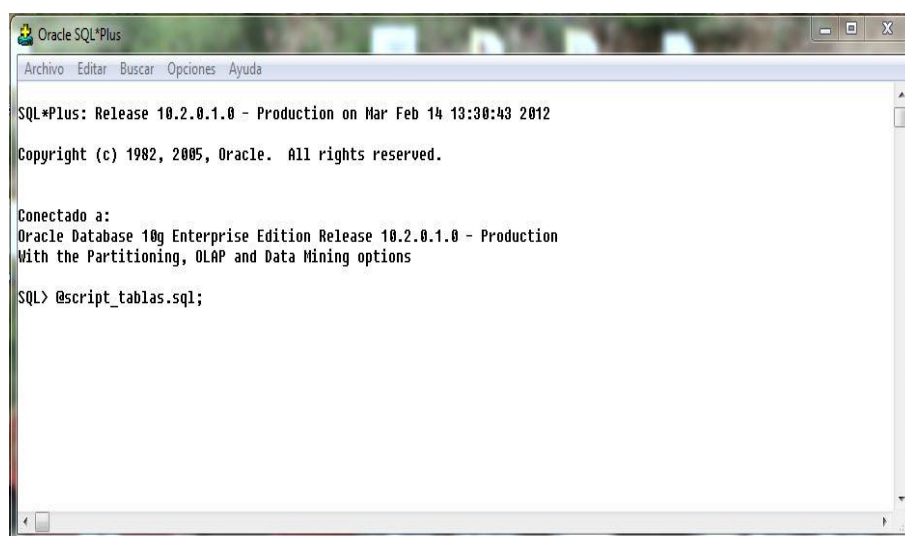 Oracle SQL*Plus
Archivo Editar Buscar Opciones Ayuda
SQL*Plus: Release 10.2.0.1.0 - Production on Mar Feb 14 13:30:43 2012
Copyright (c) 1982, 2005, Oracle. All rights reserved.
Conectado a:
Oracle Database 10g Enterprise Edition Release 10.2.0.1.0 - Production
With the Partitioning, OLAP and Data Mining options
SQL> @script_tablas.sql;